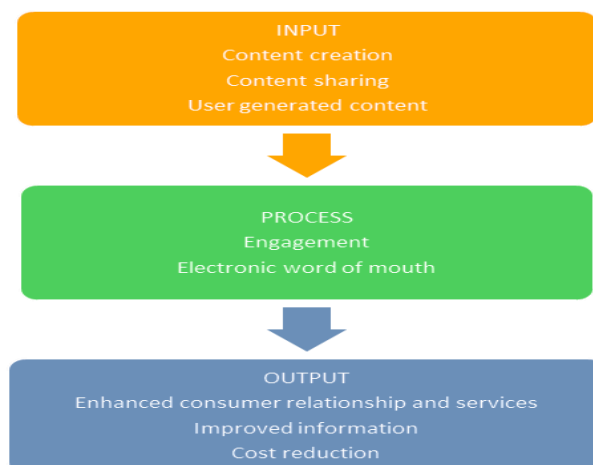 INPUT
Content creation
Content sharing
User generated content
PROCESS
Engagement
Electronic word of mouth
OUTPUT
Enhanced consumer relationship and services
Improved information
Cost reduction